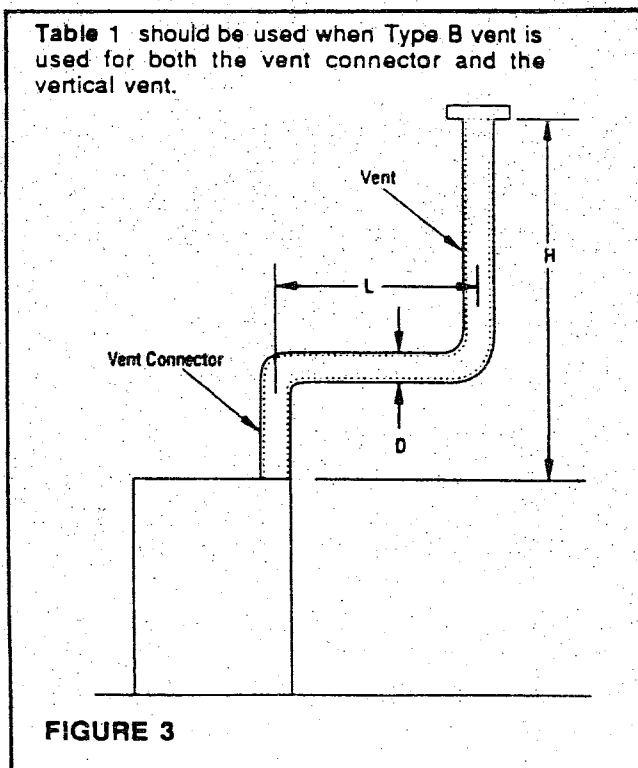 Table 1 should be used when Type B vent is
used for both the vent connector and the
vertical vent.
Vent
H
L
Vent Connector
D
FIGURE 3